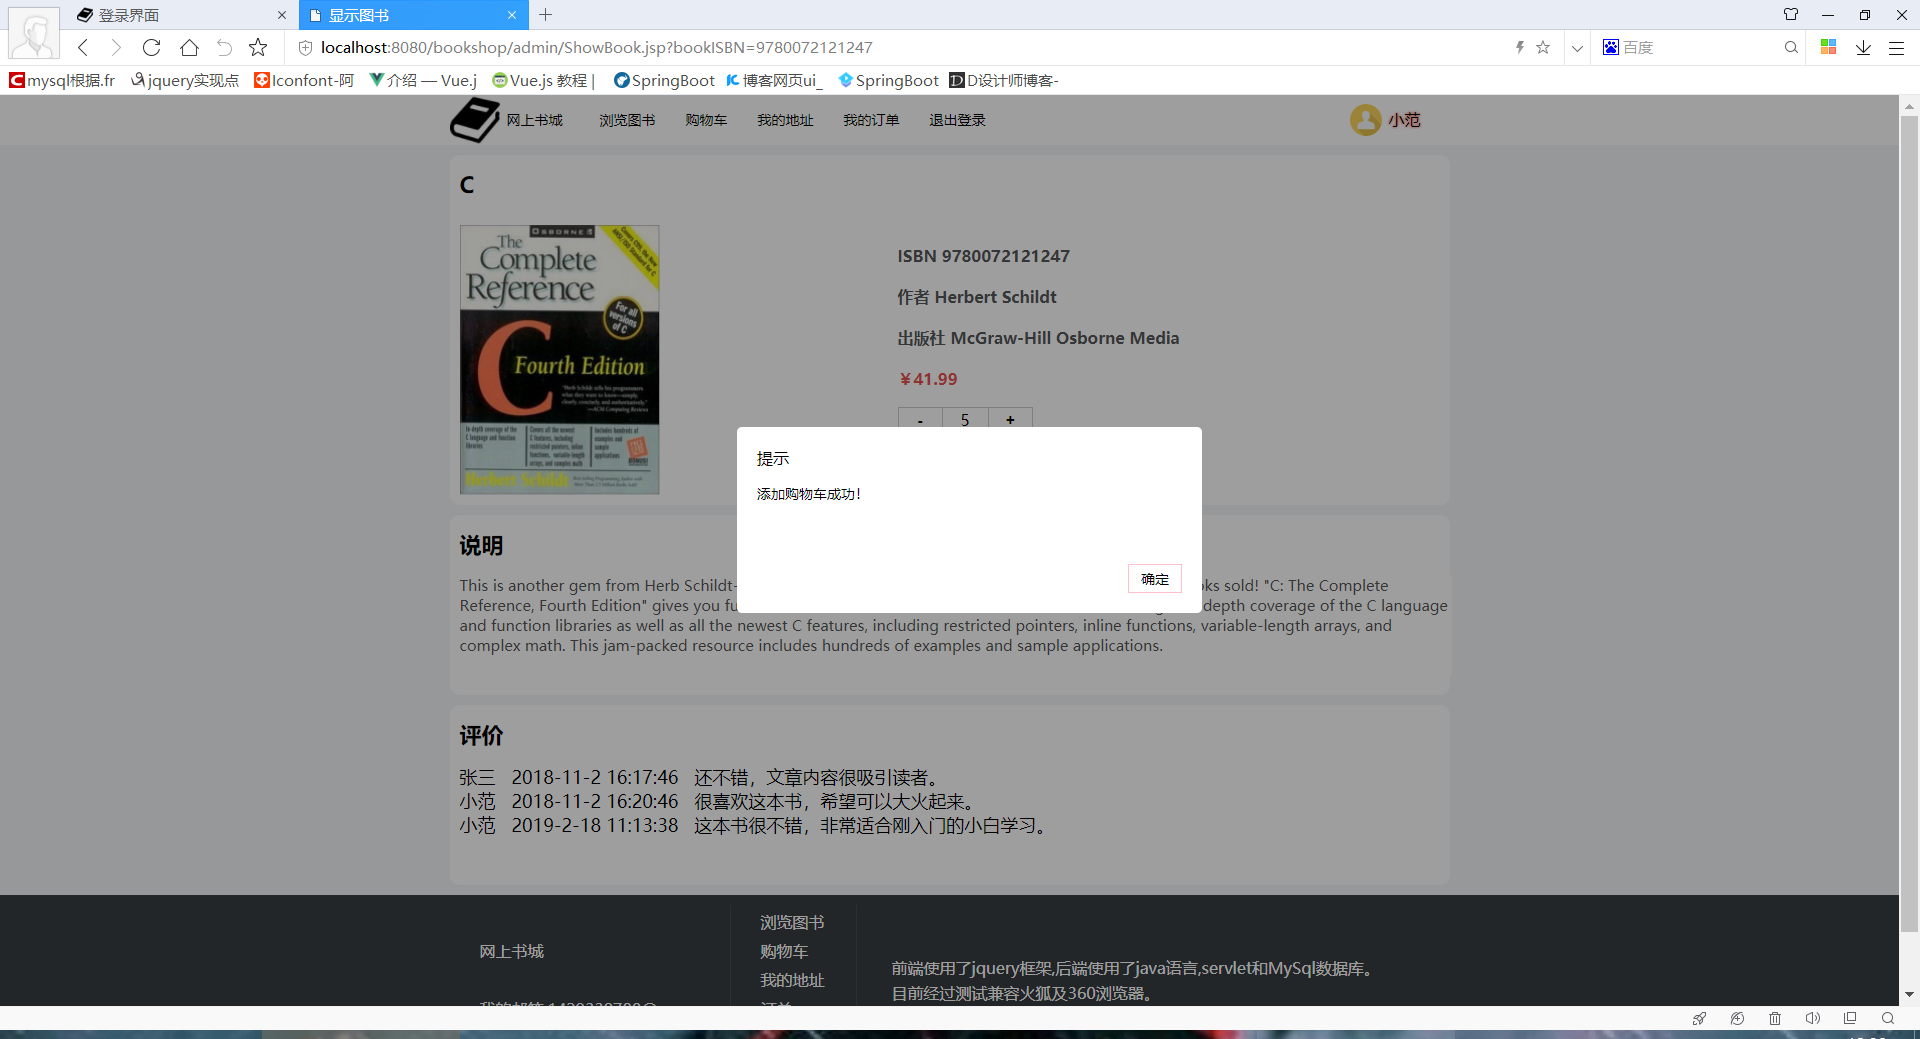 登录界面
显示图书
localhost:8080/bookshop/admin/ShowBook.jsp?bookISBN=9780072121247
百度
mysql根据.fr
jquery实现点
Iconfont-阿
介绍 — Vue.j
Vue.js 教程 |
SpringBoot
博客网页ui_
SpringBoot
D设计师博客-
网上书城 浏览图书 购物车 我的地址 我的订单 退出登录 小范
C
OSBORNE
The
Complete
Reference
For all
versions
of C
C
Fourth Edition
Herbert Schildt
ISBN 9780072121247
作者 Herbert Schildt
出版社 McGraw-Hill Osborne Media
￥41.99
- 5 +
提示
添加购物车成功！
确定
说明
This is another gem from Herb Schildt- oks sold! "C: The Complete
Reference, Fourth Edition" gives you fu depth coverage of the C language
and function libraries as well as all the newest C features, including restricted pointers, inline functions, variable-length arrays, and
complex math. This jam-packed resource includes hundreds of examples and sample applications.
评价
张三 2018-11-2 16:17:46 还不错，文章内容很吸引读者。
小范 2018-11-2 16:20:46 很喜欢这本书，希望可以大火起来。
小范 2019-2-18 11:13:38 这本书很不错，非常适合刚入门的小白学习。
网上书城
浏览图书
购物车
我的地址
前端使用了jquery框架,后端使用了java语言,servlet和MySql数据库。
目前经过测试兼容火狐及360浏览器。